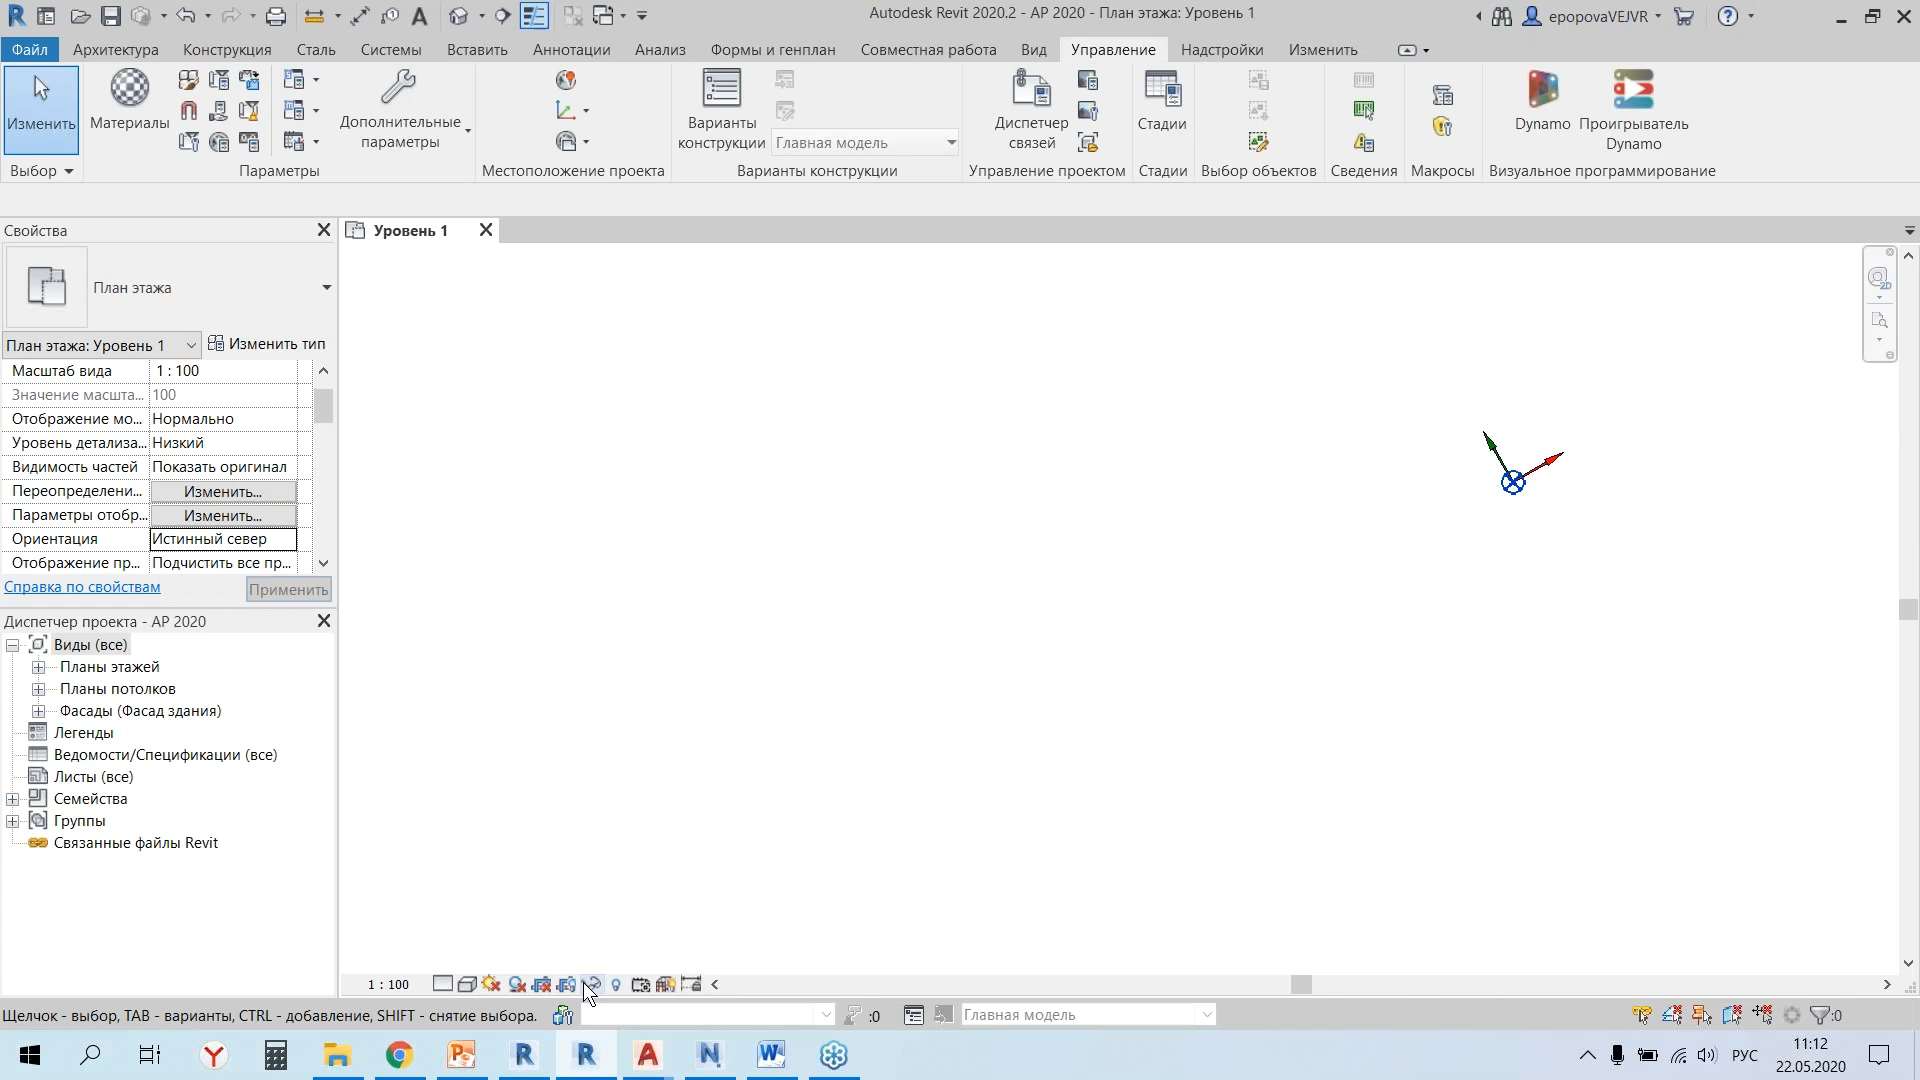 Autodesk Revit 2020.2 - АР 2020 - План этажа: Уровень 1
epopovaVEJVR
Файл Архитектура Конструкция Сталь Системы Вставить Аннотации Анализ Формы и генплан Совместная работа Вид Управление Надстройки Изменить
Изменить
Материалы
Дополнительные параметры
Варианты конструкции
Главная модель
Диспетчер связей
Стадии
Dynamo
Проигрыватель Dynamo
Выбор Параметры Местоположение проекта Варианты конструкции Управление проектом Стадии Выбор объектов Сведения Макросы Визуальное программирование
Свойства
Уровень 1
2D
План этажа
План этажа: Уровень 1 Изменить тип
Масштаб вида 1 : 100
Значение масшта... 100
Отображение мо... Нормально
Уровень детализа... Низкий
Видимость частей Показать оригинал
Переопределени... Изменить...
Параметры отобр... Изменить...
Ориентация Истинный север
Отображение пр... Подчистить все пр...
Справка по свойствам Применить
Диспетчер проекта - АР 2020
Виды (все)
Планы этажей
Планы потолков
Фасады (Фасад здания)
Легенды
Ведомости/Спецификации (все)
Листы (все)
Семейства
Группы
Связанные файлы Revit
1 : 100
Щелчок - выбор, TAB - варианты, CTRL - добавление, SHIFT - снятие выбора. :0 Главная модель :0
РУС
11:12
22.05.2020